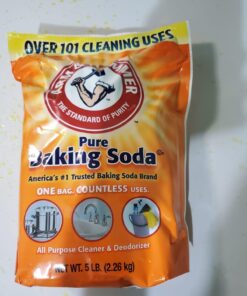 OVER 101 CLEANING USES
ARM & HAMMER
THE STANDARD OF PURITY
Pure
Baking Soda
America's #1 Trusted Baking Soda Brand
ONE BAG. COUNTLESS USES.
All Purpose Cleaner & Deodorizer
NET WT. 5 LB. (2.26 kg)